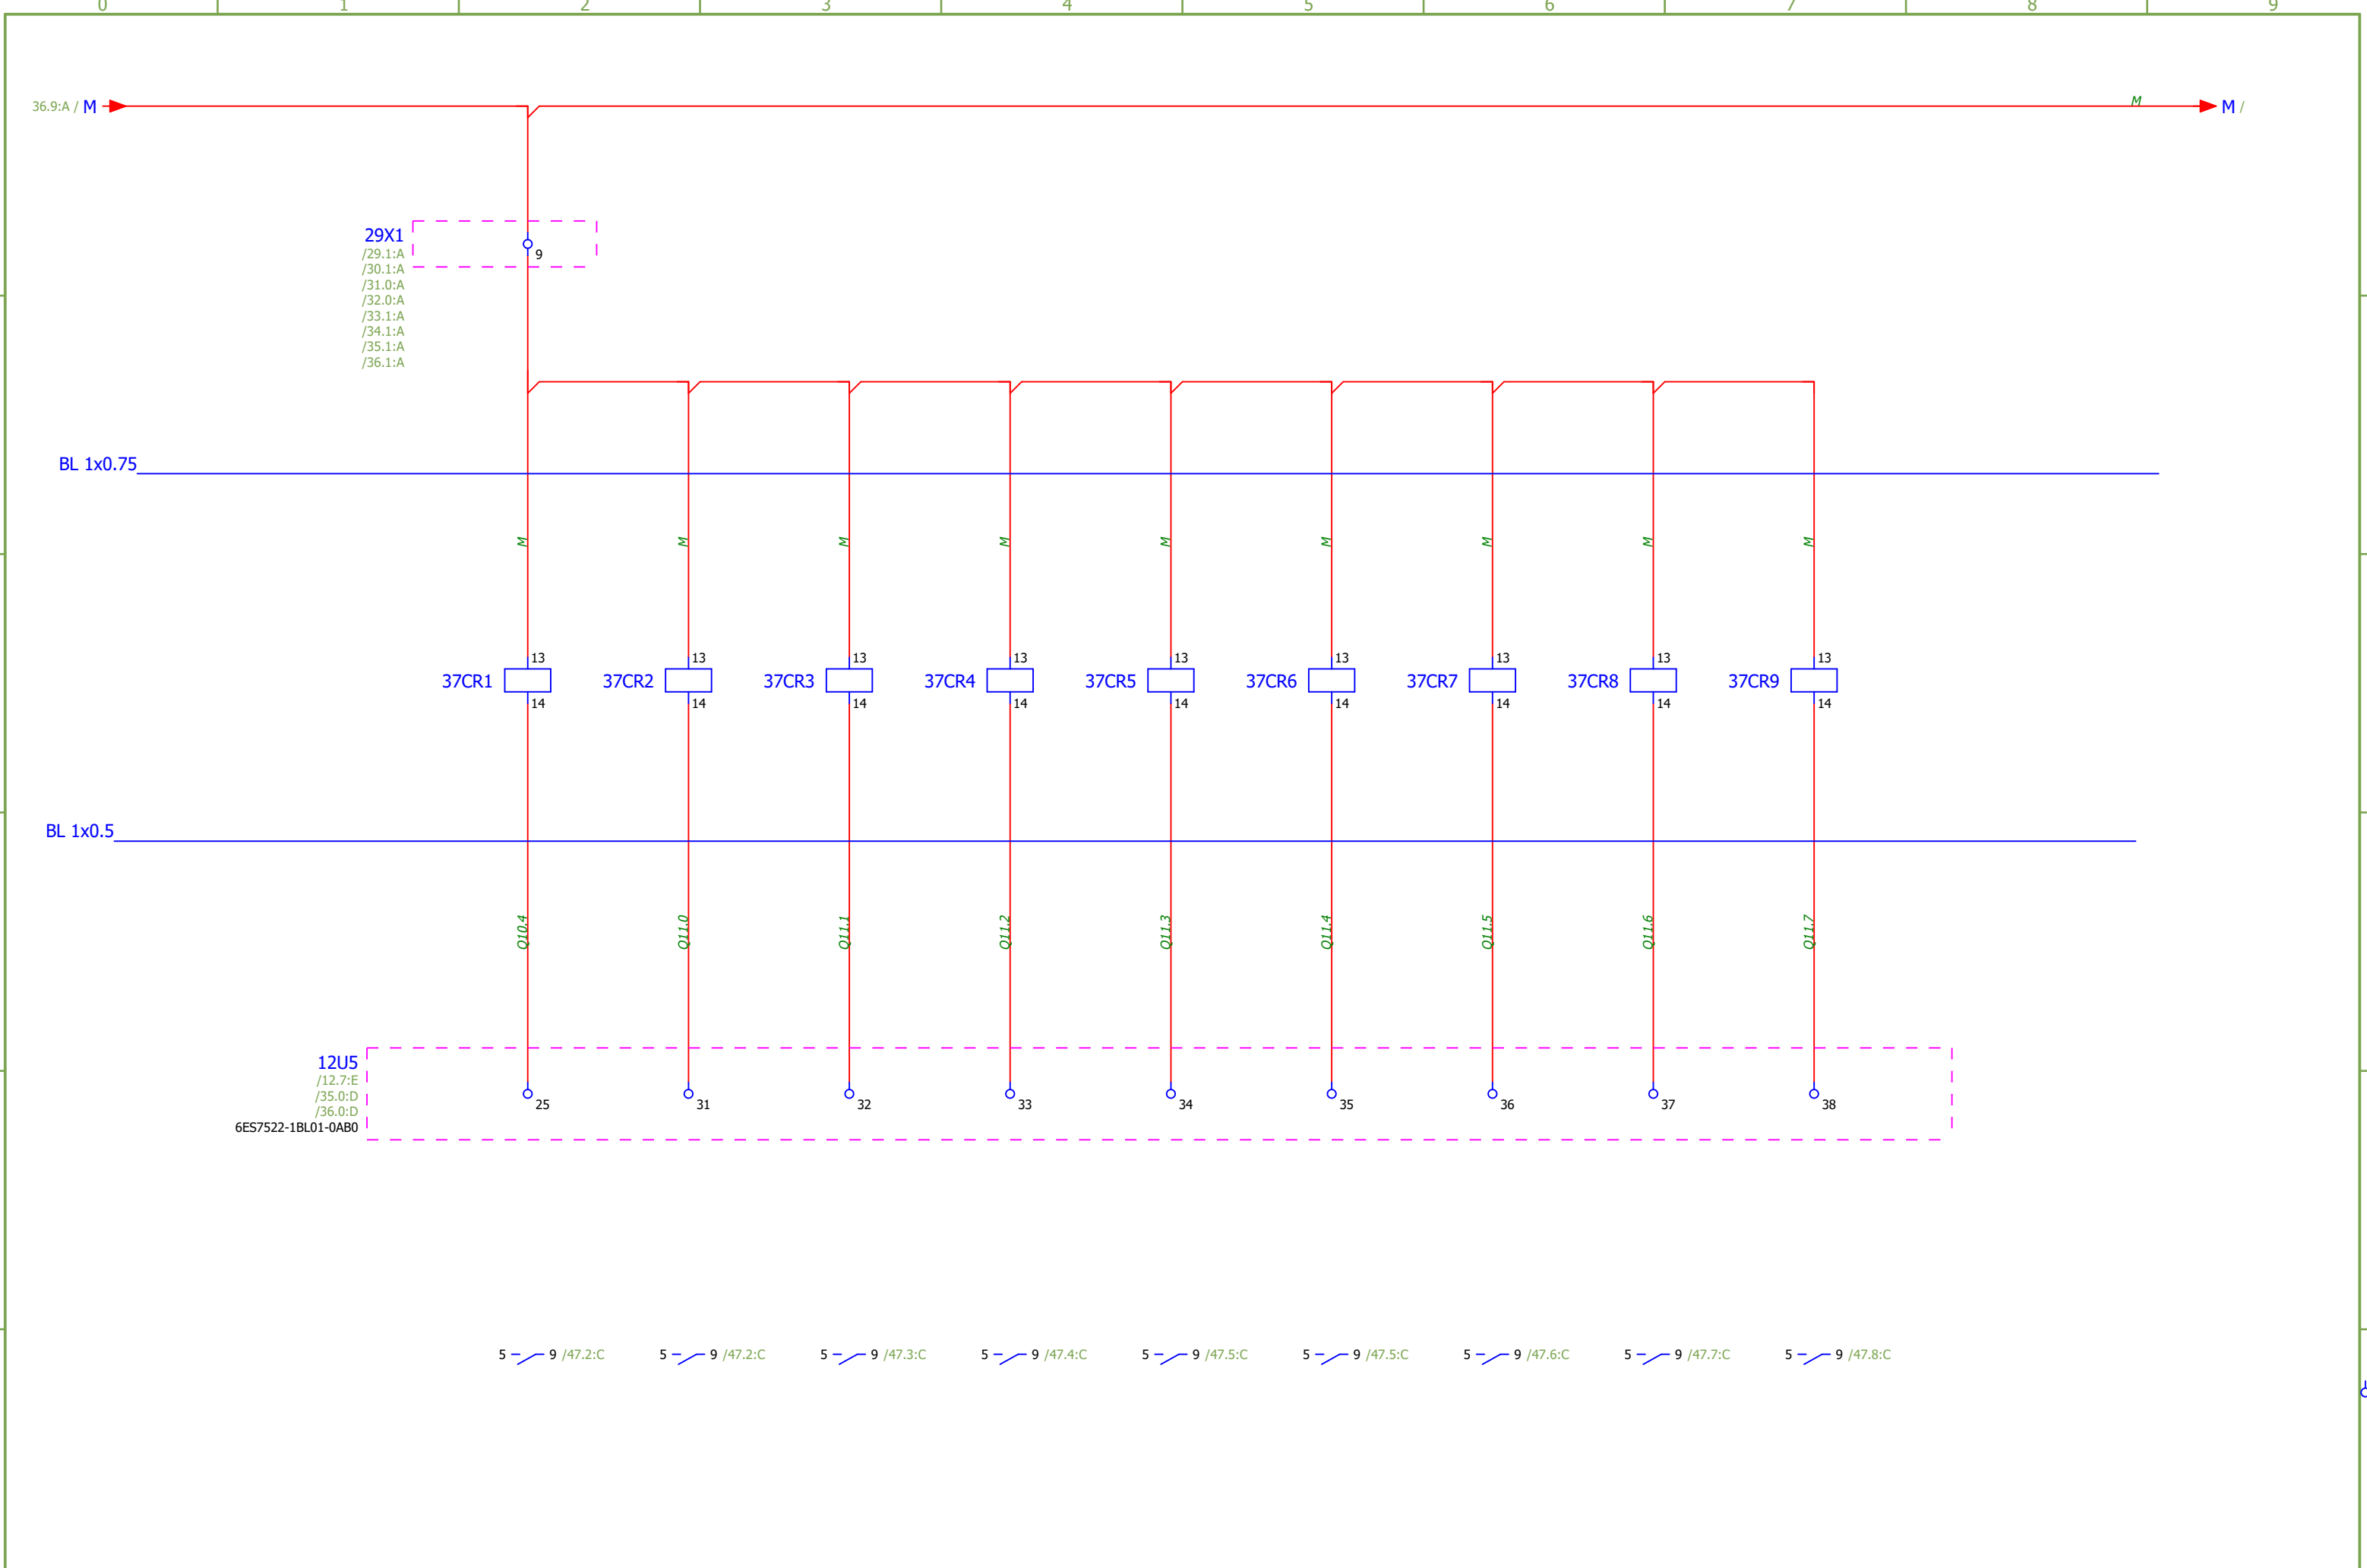 0 1 2 3 4 5 6 7 8 9
36.9:A / M M M /
29X1 9
/29.1:A
/30.1:A
/31.0:A
/32.0:A
/33.1:A
/34.1:A
/35.1:A
/36.1:A
BL 1x0.75
M M M M M M M M M
13 13 13 13 13 13 13 13 13
37CR1 37CR2 37CR3 37CR4 37CR5 37CR6 37CR7 37CR8 37CR9
14 14 14 14 14 14 14 14 14
BL 1x0.5
Q10.4 Q11.0 Q11.1 Q11.2 Q11.3 Q11.4 Q11.5 Q11.6 Q11.7
12U5
/12.7:E
/35.0:D
/36.0:D
6ES7522-1BL01-0AB0
25 31 32 33 34 35 36 37 38
5 9 /47.2:C 5 9 /47.2:C 5 9 /47.3:C 5 9 /47.4:C 5 9 /47.5:C 5 9 /47.5:C 5 9 /47.6:C 5 9 /47.7:C 5 9 /47.8:C